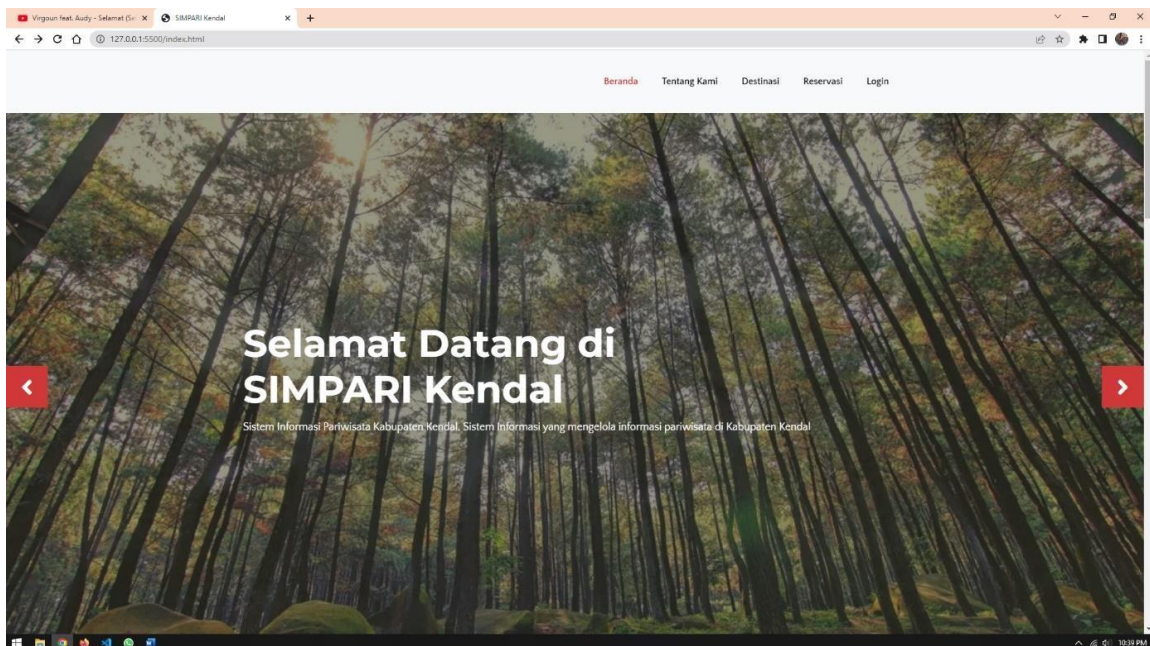 Virgoun feat. Audy - Selamat (Se
SIMPARI Kendal
127.0.0.1:5500/index.html
Beranda Tentang Kami Destinasi Reservasi Login
Selamat Datang di
SIMPARI Kendal
Sistem Informasi Pariwisata Kabupaten Kendal, Sistem Informasi yang mengelola informasi pariwisata di Kabupaten Kendal
10:39 PM